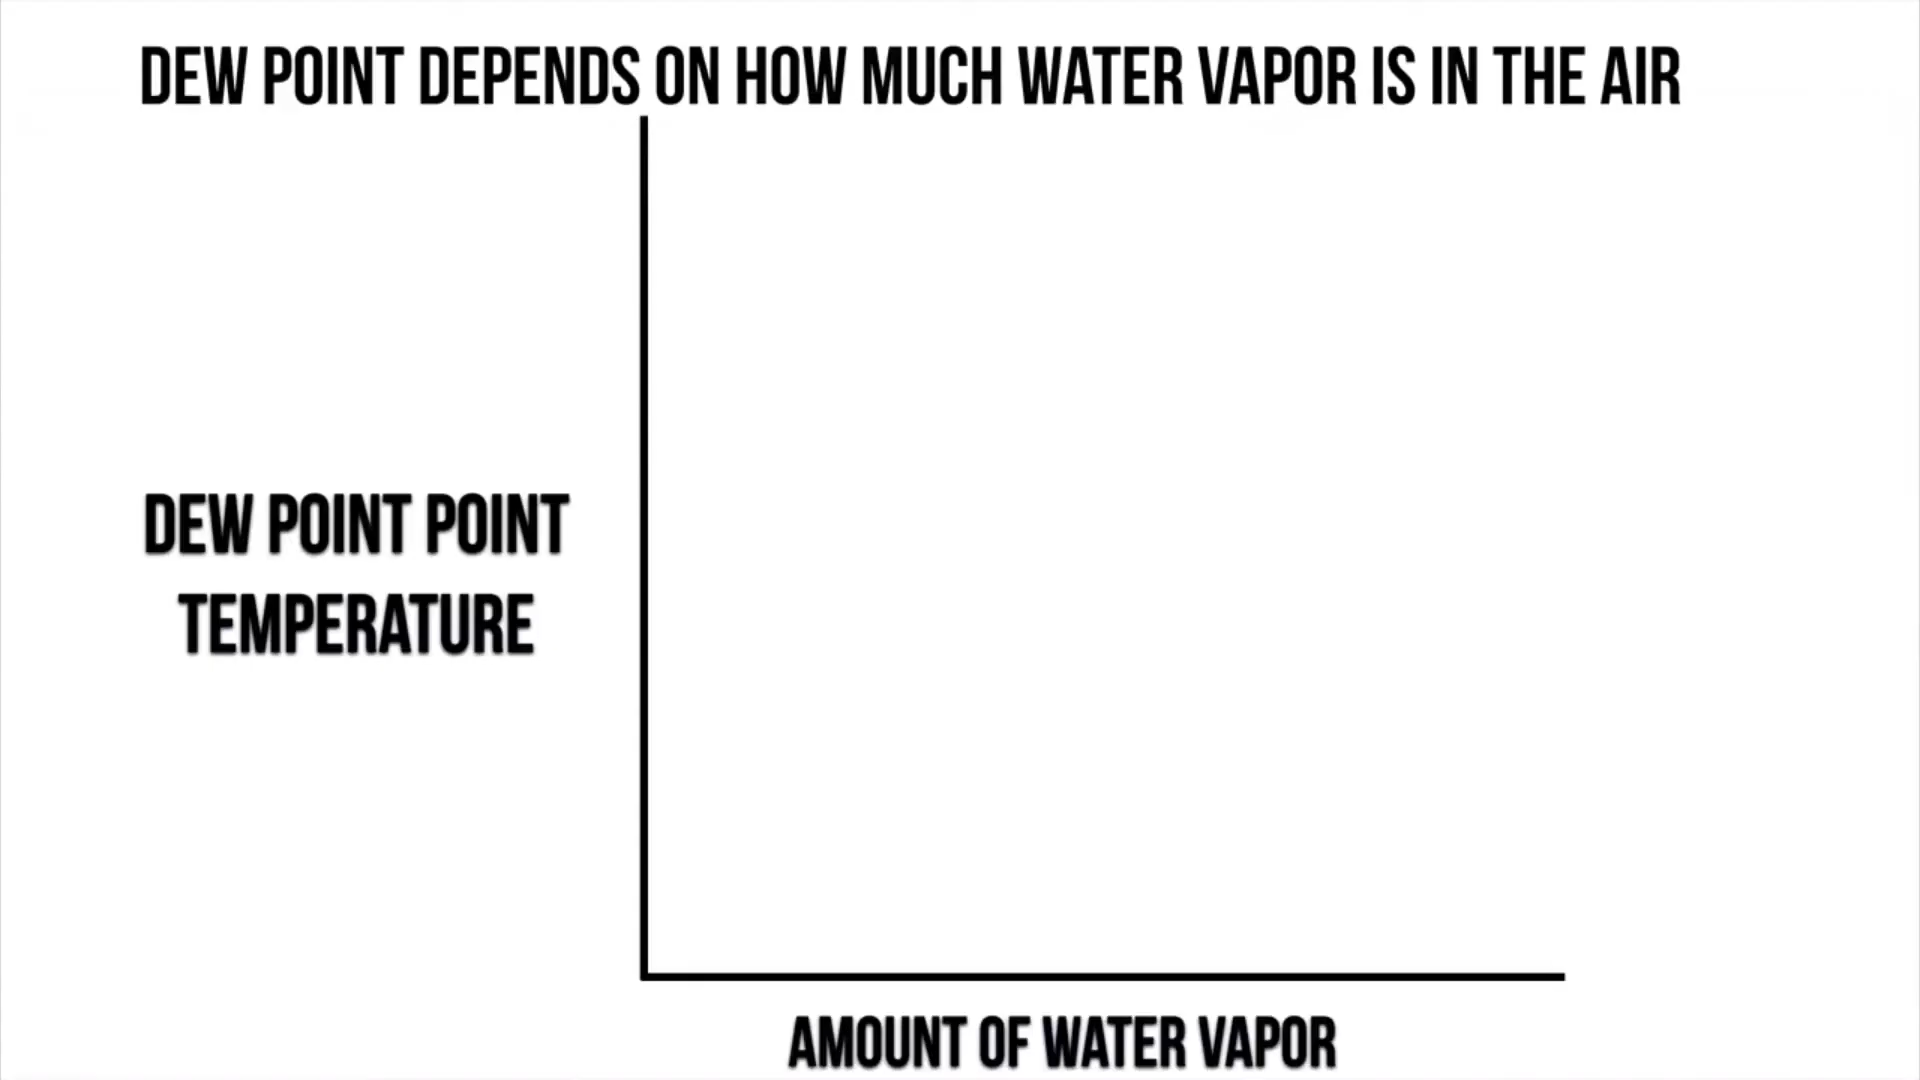 DEW POINT DEPENDS ON HOW MUCH WATER VAPOR IS IN THE AIR
DEW POINT POINT
TEMPERATURE
AMOUNT OF WATER VAPOR